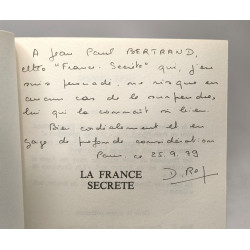 A Jean Paul BERTRAND,
cette "France-Secrète" qui, j'en
suis persuadé, ne risque en
aucun cas de le surprendre,
lui qui la connaît si bien
Bien cordialement et en
gage de profonde considération
Paris, ce 25.9.79
LA FRANCE
SECRETE